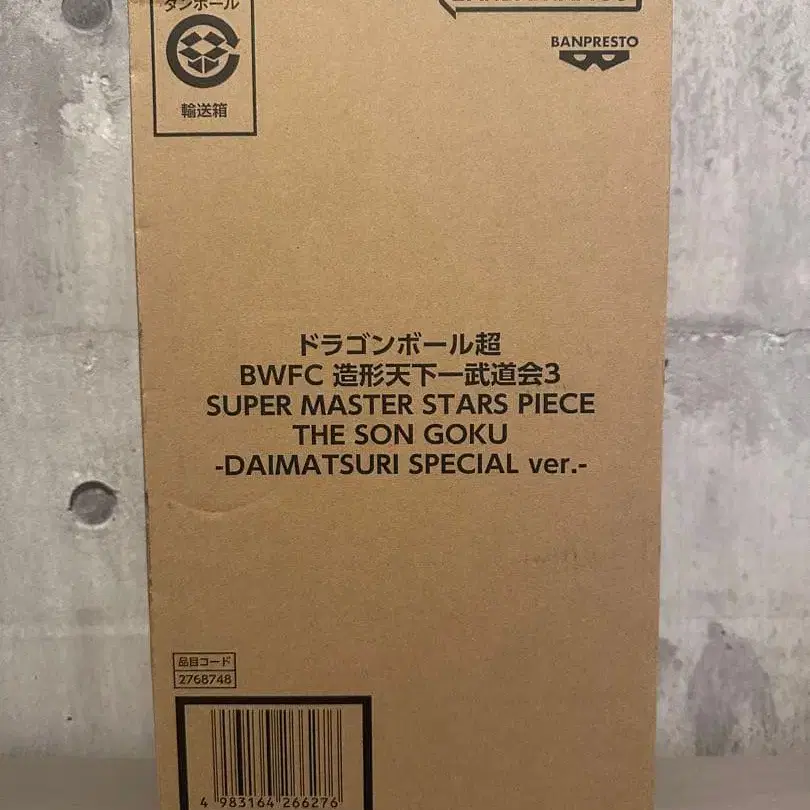 ダンボール
輸送箱
BANPRESTO
ドラゴンボール超
BWFC 造形天下一武道会3
SUPER MASTER STARS PIECE
THE SON GOKU
-DAIMATSURI SPECIAL ver.-
品目コード
2768748
4 983164 266276